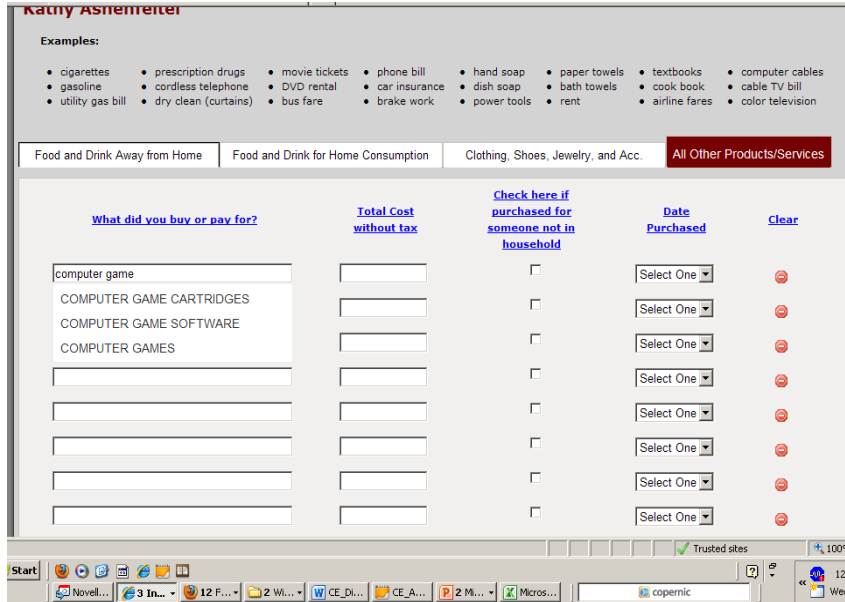 Kathy Ashenfelter
Examples:
• cigarettes • prescription drugs • movie tickets • phone bill • hand soap • paper towels • textbooks • computer cables
• gasoline • cordless telephone • DVD rental • car insurance • dish soap • bath towels • cook book • cable TV bill
• utility gas bill • dry clean (curtains) • bus fare • brake work • power tools • rent • airline fares • color television
Food and Drink Away from Home Food and Drink for Home Consumption Clothing, Shoes, Jewelry, and Acc. All Other Products/Services
What did you buy or pay for? Total Cost without tax Check here if purchased for someone not in household Date Purchased Clear
computer game Select One
COMPUTER GAME CARTRIDGES Select One
COMPUTER GAME SOFTWARE
COMPUTER GAMES Select One
Select One
Select One
Select One
Select One
Select One
Trusted sites 100%
Start 12
Novell... 3 In... 12 F... 2 Wi... CE_Di... CE_A... 2 Mi... Micros... copernic « We